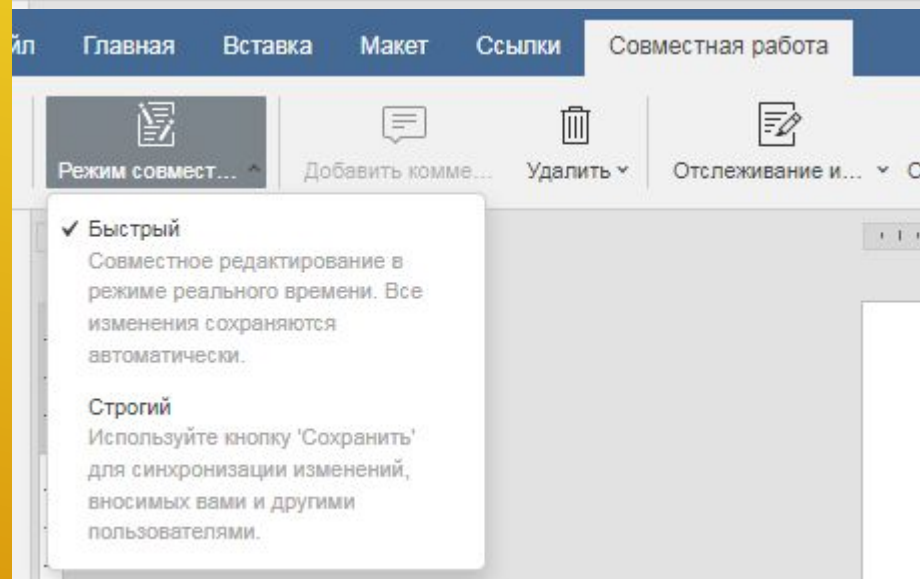 йл Главная Вставка Макет Ссылки Совместная работа
Режим совмест... Добавить комме... Удалить Отслеживание и... С
✓ Быстрый
Совместное редактирование в
режиме реального времени. Все
изменения сохраняются
автоматически.
Строгий
Используйте кнопку 'Сохранить'
для синхронизации изменений,
вносимых вами и другими
пользователями.